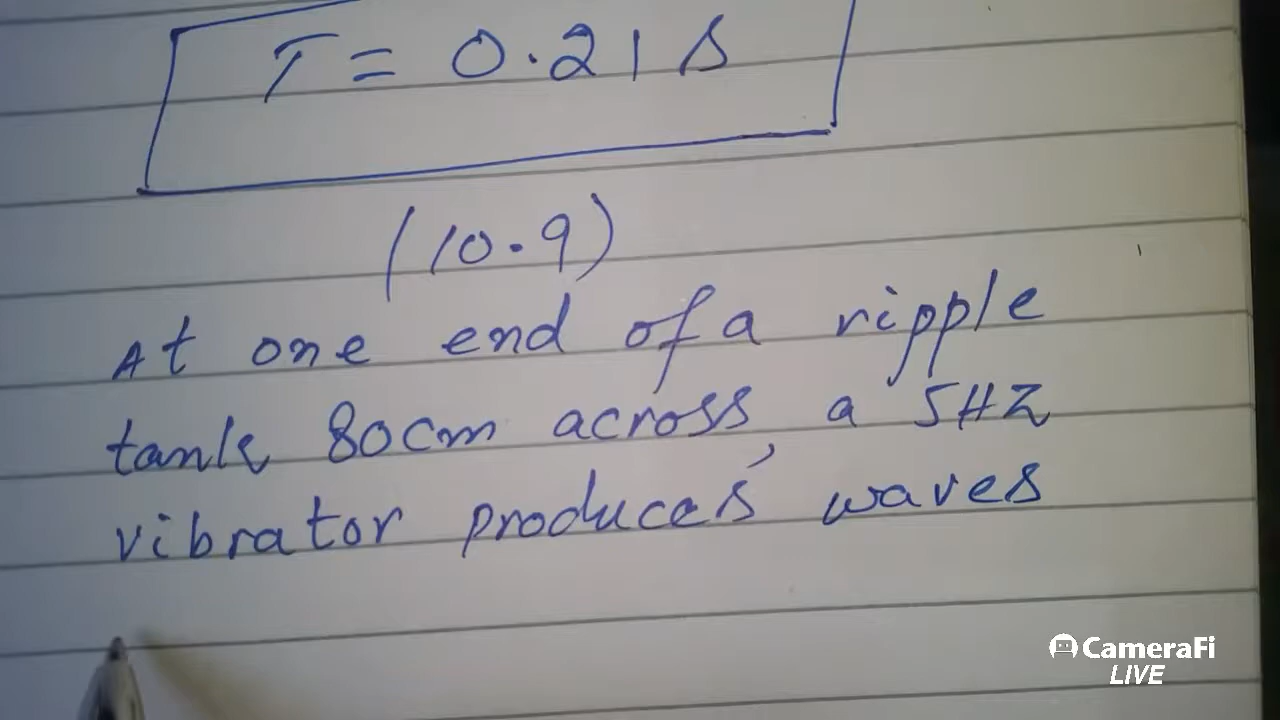 T = 0.21 s
(10.9)
At one end of a ripple
tank 80cm across, a 5HZ
vibrator produces waves
CameraFi
LIVE